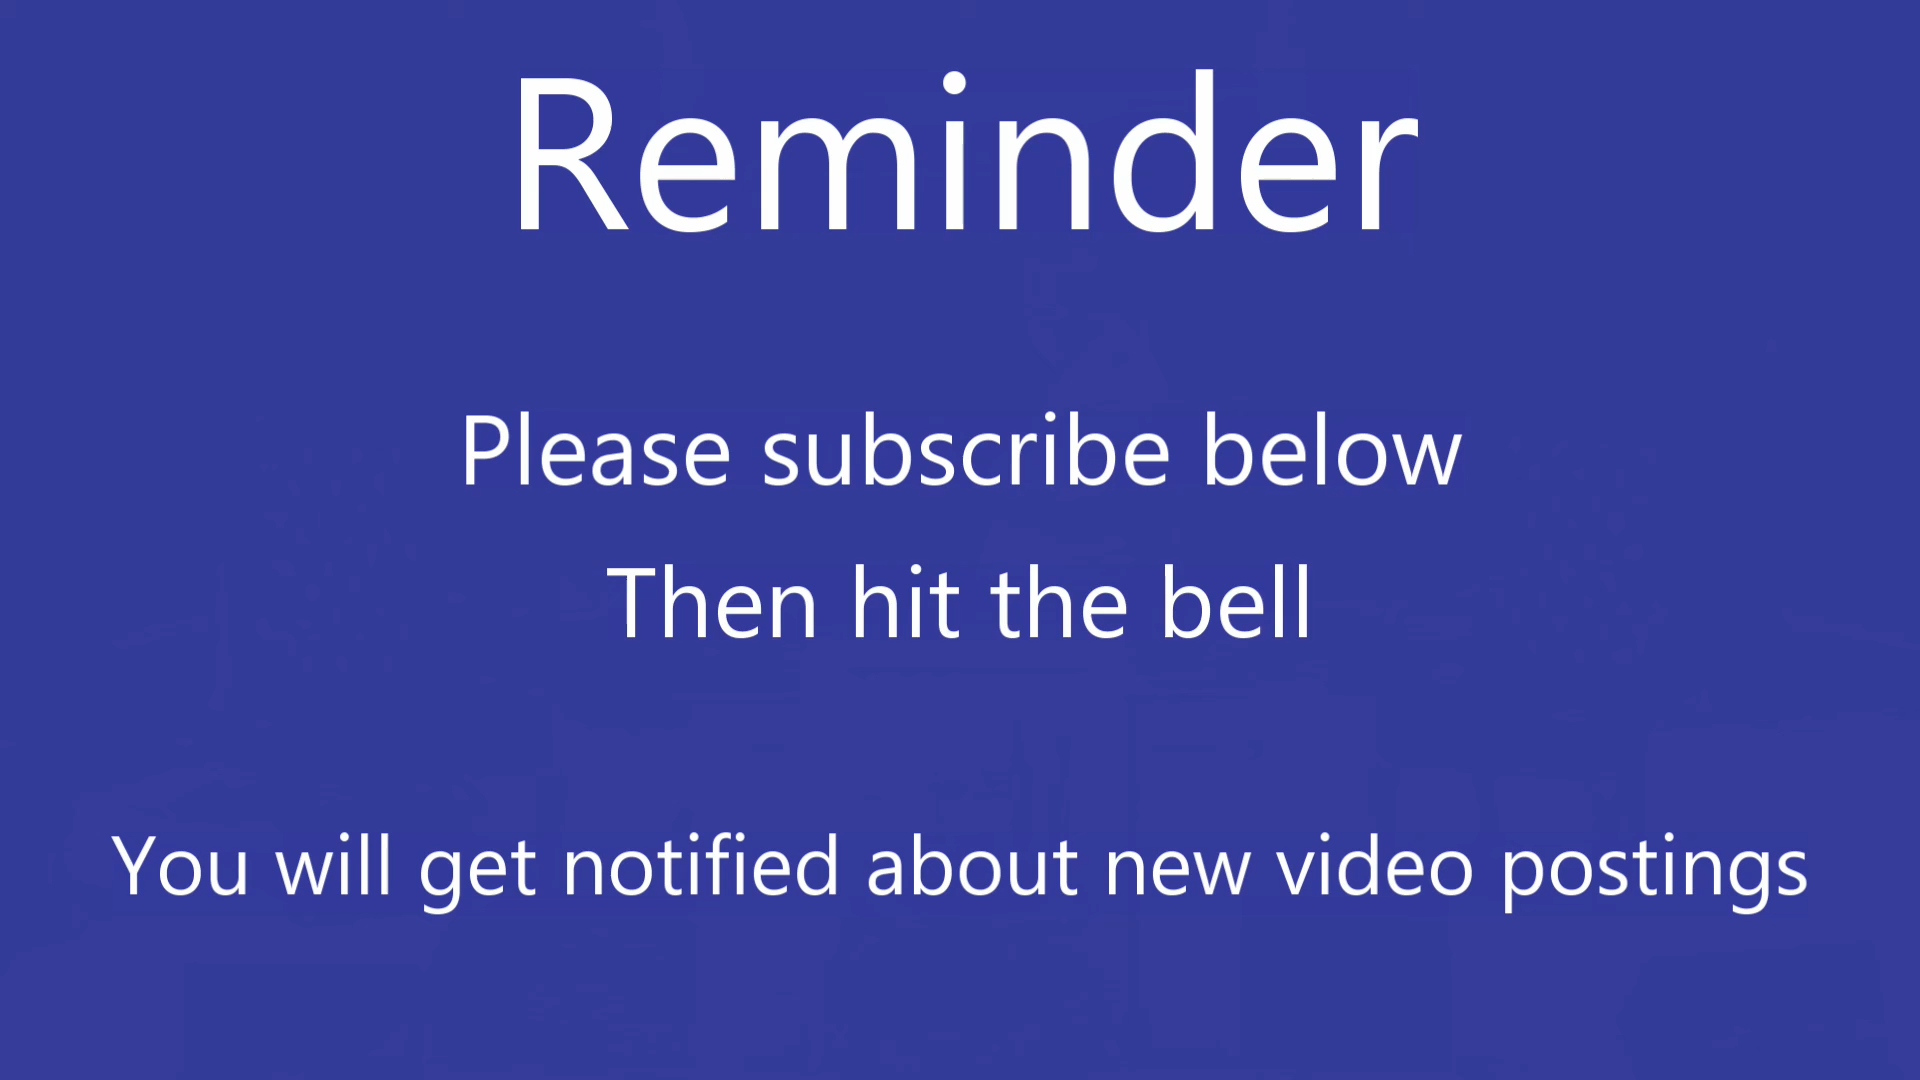 Reminder
Please subscribe below
Then hit the bell
You will get notified about new video postings